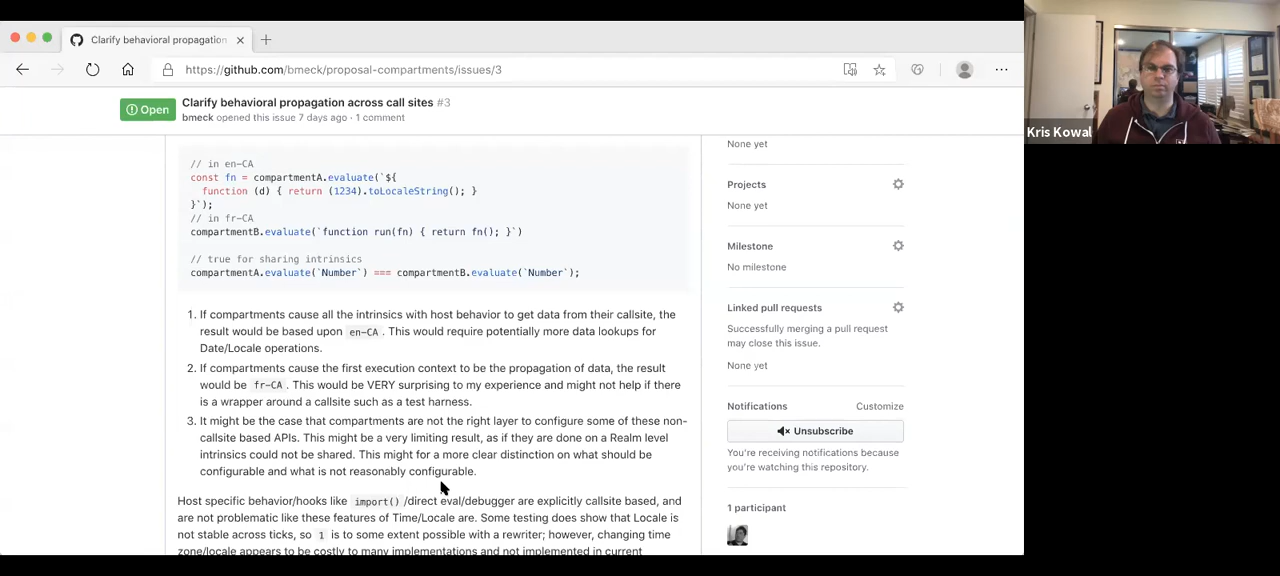 Clarify behavioral propagation
https://github.com/bmeck/proposal-compartments/issues/3
Open
Clarify behavioral propagation across call sites #3
bmeck opened this issue 7 days ago · 1 comment
// in en-CA
const fn = compartmentA.evaluate(`${
function (d) { return (1234).toLocaleString(); }
}`);
// in fr-CA
compartmentB.evaluate(`function run(fn) { return fn(); }`)
// true for sharing intrinsics
compartmentA.evaluate(`Number`) === compartmentB.evaluate(`Number`);
1. If compartments cause all the intrinsics with host behavior to get data from their callsite, the
result would be based upon en-CA . This would require potentially more data lookups for
Date/Locale operations.
2. If compartments cause the first execution context to be the propagation of data, the result
would be fr-CA . This would be VERY surprising to my experience and might not help if there
is a wrapper around a callsite such as a test harness.
3. It might be the case that compartments are not the right layer to configure some of these non-
callsite based APIs. This might be a very limiting result, as if they are done on a Realm level
intrinsics could not be shared. This might for a more clear distinction on what should be
configurable and what is not reasonably configurable.
Host specific behavior/hooks like import() /direct eval/debugger are explicitly callsite based, and
are not problematic like these features of Time/Locale are. Some testing does show that Locale is
not stable across ticks, so 1 is to some extent possible with a rewriter; however, changing time
zone/locale appears to be costly to many implementations and not implemented in current
None yet
Projects
None yet
Milestone
No milestone
Linked pull requests
Successfully merging a pull request
may close this issue.
None yet
Notifications
Customize
Unsubscribe
You're receiving notifications because
you're watching this repository.
1 participant
Kris Kowal